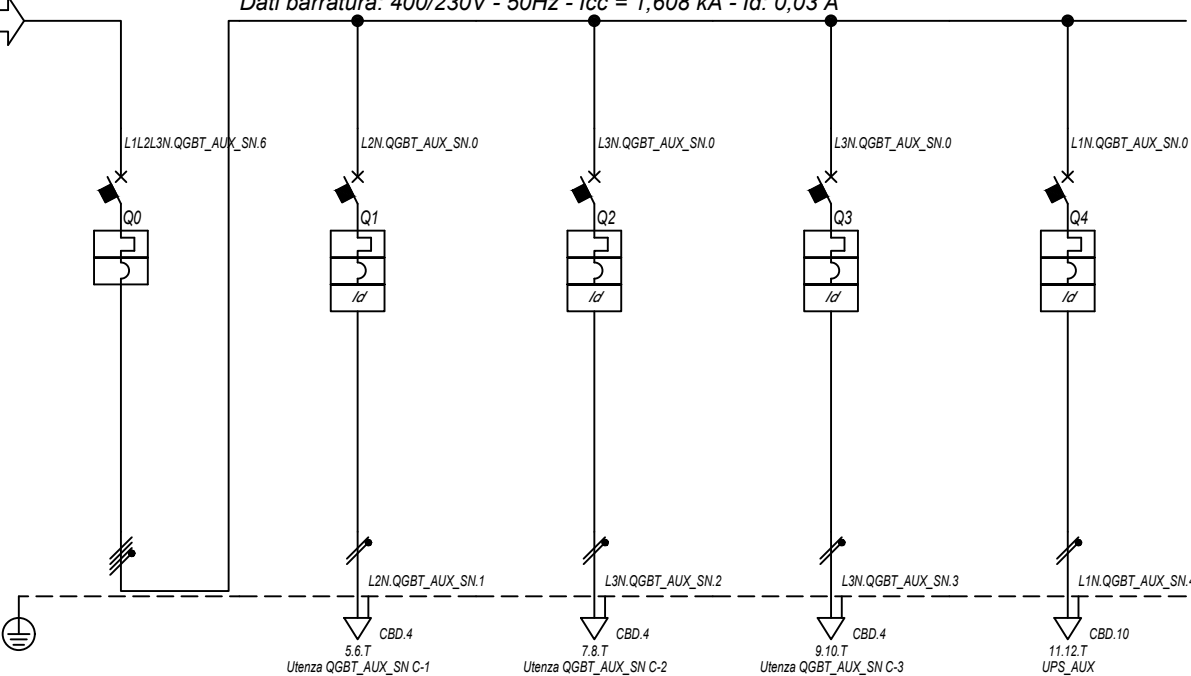 Dati barratura: 400/230V - 50Hz - Icc = 1,608 kA - Id: 0,03 A
L1L2L3N.QGBT_AUX_SN.6
L2N.QGBT_AUX_SN.0
L3N.QGBT_AUX_SN.0
L3N.QGBT_AUX_SN.0
L1N.QGBT_AUX_SN.0
Q0
Q1
Q2
Q3
Q4
Id
Id
Id
Id
L2N.QGBT_AUX_SN.1
L3N.QGBT_AUX_SN.2
L3N.QGBT_AUX_SN.3
L1N.QGBT_AUX_SN.4
CBD.4
CBD.4
CBD.4
CBD.10
5.6.T
7.8.T
9.10.T
11.12.T
Utenza QGBT_AUX_SN C-1
Utenza QGBT_AUX_SN C-2
Utenza QGBT_AUX_SN C-3
UPS_AUX